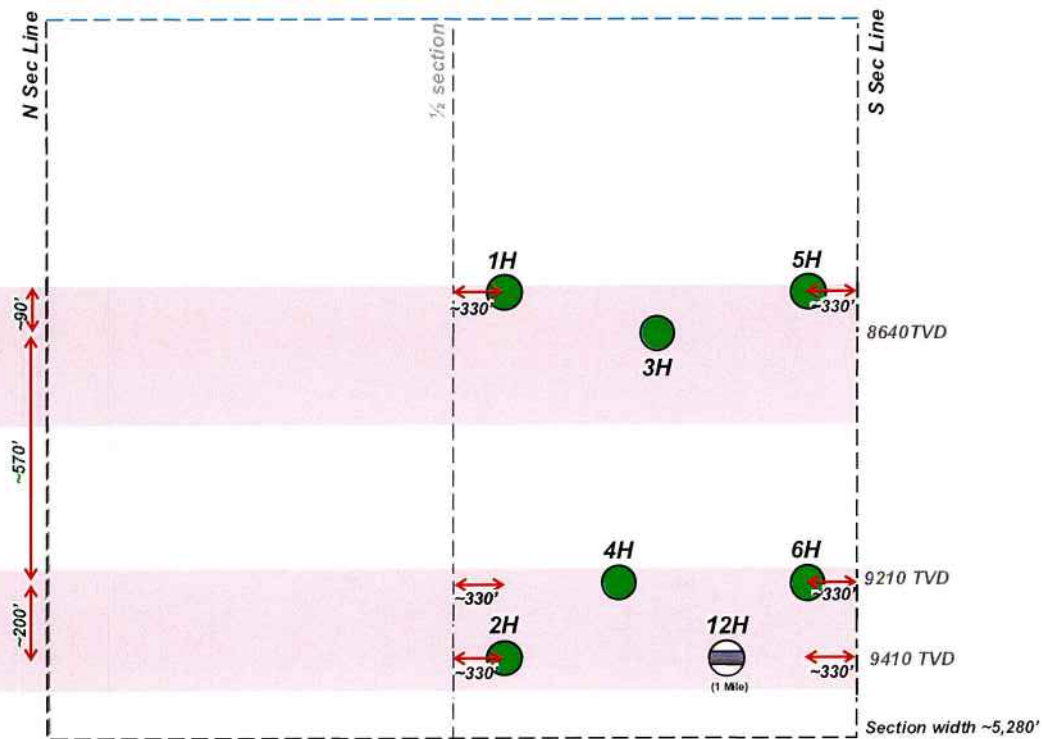 N Sec Line
½ section
S Sec Line
1H
5H
~90'
~330'
~330'
8640TVD
3H
~570'
4H
6H
9210 TVD
~330'
~330'
~200'
2H
12H
~330'
(1 Mile)
~330'
9410 TVD
Section width ~5,280'